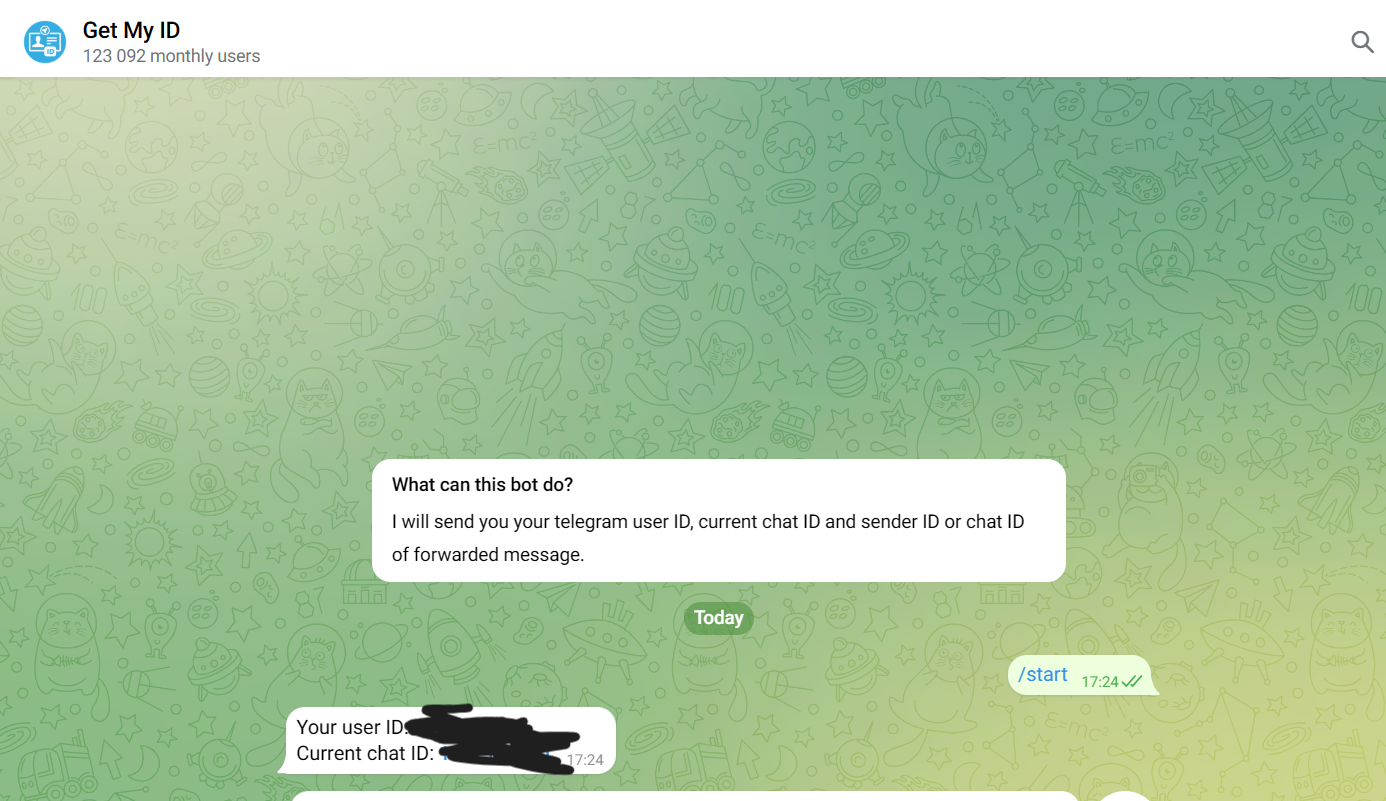 Get My ID
123 092 monthly users
What can this bot do?
I will send you your telegram user ID, current chat ID and sender ID or chat ID
of forwarded message.
Today
/start 17:24
Your user ID:
Current chat ID: 17:24